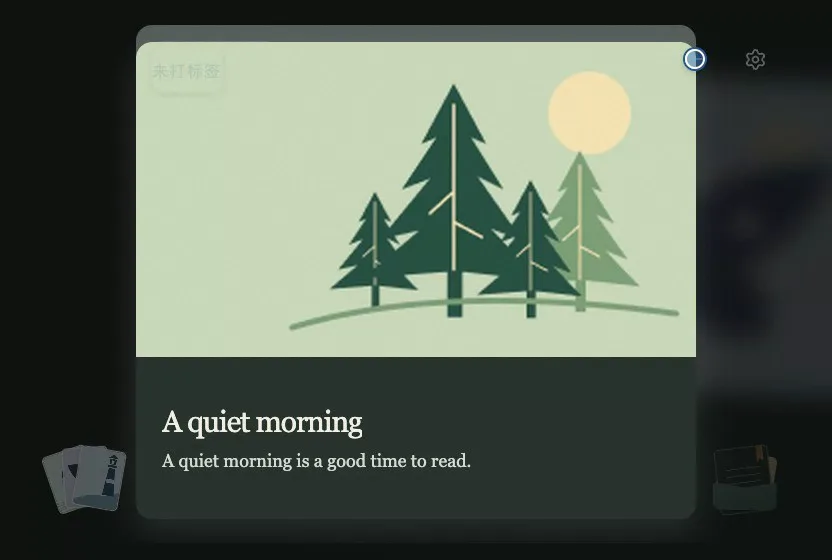 未打标签
A quiet morning
A quiet morning is a good time to read.